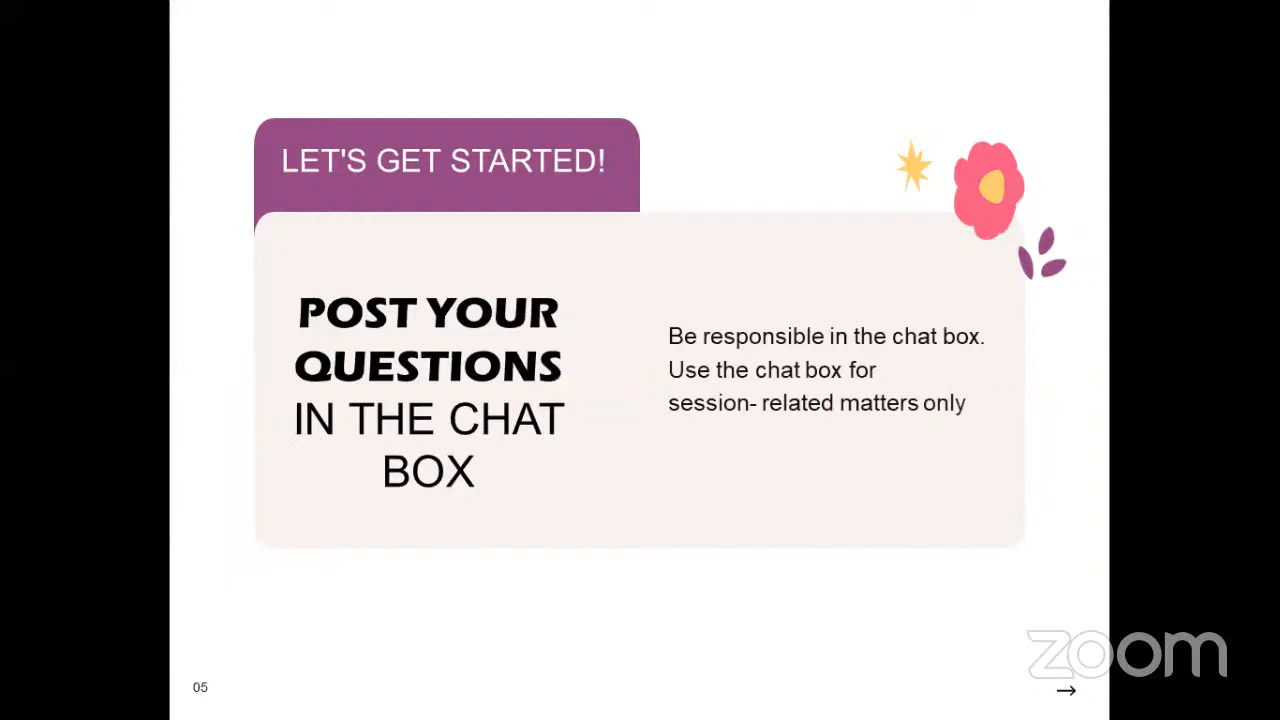 LET'S GET STARTED!
POST YOUR
QUESTIONS
IN THE CHAT
BOX
Be responsible in the chat box.
Use the chat box for
session- related matters only
zoom
05